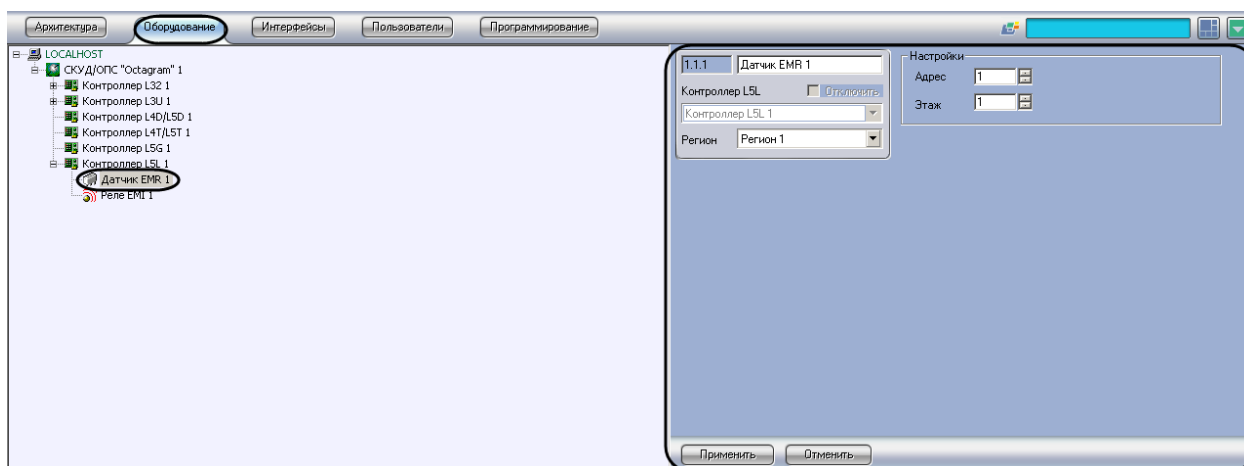 Архитектура Оборудование Интерфейсы Пользователи Программирование
LOCALHOST
СКУД/ОПС "Octagram" 1
Контроллер L32 1
Контроллер L3U 1
Контроллер L4D/L5D 1
Контроллер L4T/L5T 1
Контроллер L5G 1
Контроллер L5L 1
Датчик EMR 1
Реле EMI 1
1.1.1 Датчик EMR 1
Контроллер L5L Отключить
Контроллер L5L 1
Регион Регион 1
Настройки
Адрес 1
Этаж 1
Применить Отменить